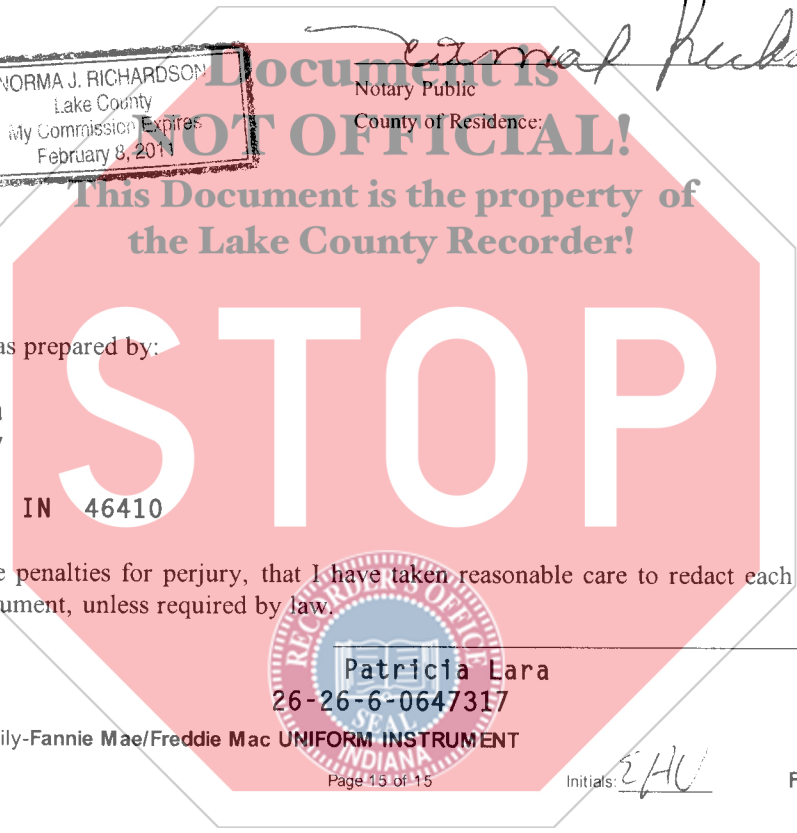 NORMA J. RICHARDSON
Lake County
My Commission Expires
February 8, 2011
Document is
NOT OFFICIAL!
This Document is the property of
the Lake County Recorder!
Notary Public
County of Residence:
STOP
as prepared by:
IN 46410
e penalties for perjury, that I have taken reasonable care to redact each
ument, unless required by law.
RECORDER'S OFFICE
SEAL
INDIANA
Patricia Lara
26-26-6-0647317
ily-Fannie Mae/Freddie Mac UNIFORM INSTRUMENT
Page 15 of 15
Initials: EHU
F